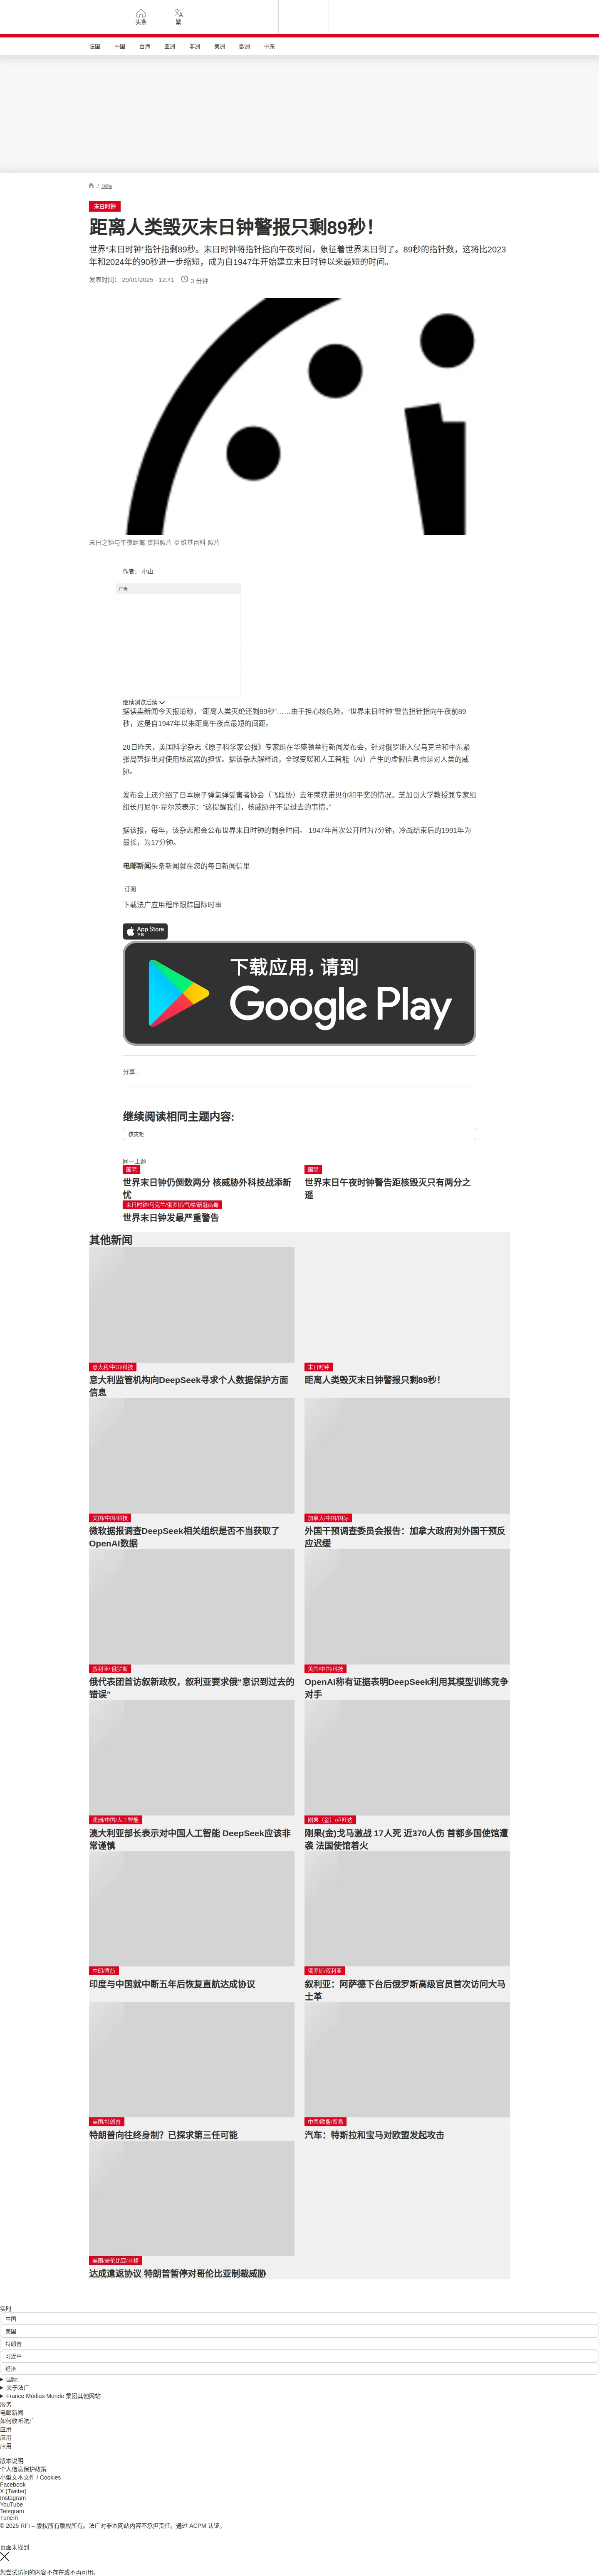 头条
繁
法国 中国 台海 亚洲 非洲 美洲 欧洲 中东
/ 国际
末日时钟
距离人类毁灭末日钟警报只剩89秒！
世界“末日时钟”指针指剩89秒。末日时钟将指针指向午夜时间，象征着世界末日到了。89秒的指针数，这将比2023
年和2024年的90秒进一步缩短，成为自1947年开始建立末日时钟以来最短的时间。
发表时间： 29/01/2025 - 12:41 3 分钟
末日之钟与午夜距离 资料照片 © 维基百科 照片
作者： 小山
广告
继续浏览后续
据读卖新闻今天报道称，“距离人类灭绝还剩89秒”……由于担心核危险，“世界末日时钟”警告指针指向午夜前89
秒，这是自1947年以来距离午夜点最短的间距。
28日昨天，美国科学杂志《原子科学家公报》专家组在华盛顿举行新闻发布会，针对俄罗斯入侵乌克兰和中东紧
张局势提出对使用核武器的担忧。据该杂志解释说，全球变暖和人工智能（AI）产生的虚假信息也是对人类的威
胁。
发布会上还介绍了日本原子弹氢弹受害者协会（飞段协）去年荣获诺贝尔和平奖的情况。芝加哥大学教授兼专家组
组长丹尼尔·霍尔茨表示：“这提醒我们，核威胁并不是过去的事情。”
据该报，每年，该杂志都会公布世界末日时钟的剩余时间。 1947年首次公开时为7分钟，冷战结束后的1991年为
最长，为17分钟。
电邮新闻头条新闻就在您的每日新闻信里
订阅
下载法广应用程序跟踪国际时事
App Store
下载
下载应用，请到
Google Play
分享 :
继续阅读相同主题内容:
核灾难
同一主题
国际
世界末日钟仍倒数两分 核威胁外科技战添新
忧
国际
世界末日午夜时钟警告距核毁灭只有两分之
遥
末日时钟/乌克兰/俄罗斯/气候/新冠病毒
世界末日钟发最严重警告
其他新闻
意大利/中国/科技
意大利监管机构向DeepSeek寻求个人数据保护方面
信息
末日时钟
距离人类毁灭末日钟警报只剩89秒！
美国/中国/科技
微软据报调查DeepSeek相关组织是否不当获取了
OpenAI数据
加拿大/中国/国际
外国干预调查委员会报告：加拿大政府对外国干预反
应迟缓
叙利亚/ 俄罗斯
俄代表团首访叙新政权，叙利亚要求俄“意识到过去的
错误”
美国/中国/科技
OpenAI称有证据表明DeepSeek利用其模型训练竞争
对手
澳洲/中国/人工智能
澳大利亚部长表示对中国人工智能 DeepSeek应该非
常谨慎
刚果（金）/卢旺达
刚果(金)戈马激战 17人死 近370人伤 首都多国使馆遭
袭 法国使馆着火
中印/直航
印度与中国就中断五年后恢复直航达成协议
俄罗斯/叙利亚
叙利亚：阿萨德下台后俄罗斯高级官员首次访问大马
士革
美国/特朗普
特朗普向往终身制？已探求第三任可能
中国/欧盟/贸易
汽车：特斯拉和宝马对欧盟发起攻击
美国/哥伦比亚/非移
达成遣返协议 特朗普暂停对哥伦比亚制裁威胁
实时
中国
美国
特朗普
习近平
经济
国际
关于法广
France Médias Monde 集团其他网站
服务
电邮新闻
如何收听法广
应用
应用
应用
版本说明
个人信息保护政策
小型文本文件 / Cookies
Facebook
X (Twitter)
Instagram
YouTube
Telegram
TuneIn
© 2025 RFI – 版权所有版权所有。法广对非本网站内容不承担责任。通过 ACPM 认证。
页面未找到
您尝试访问的内容不存在或不再可用。